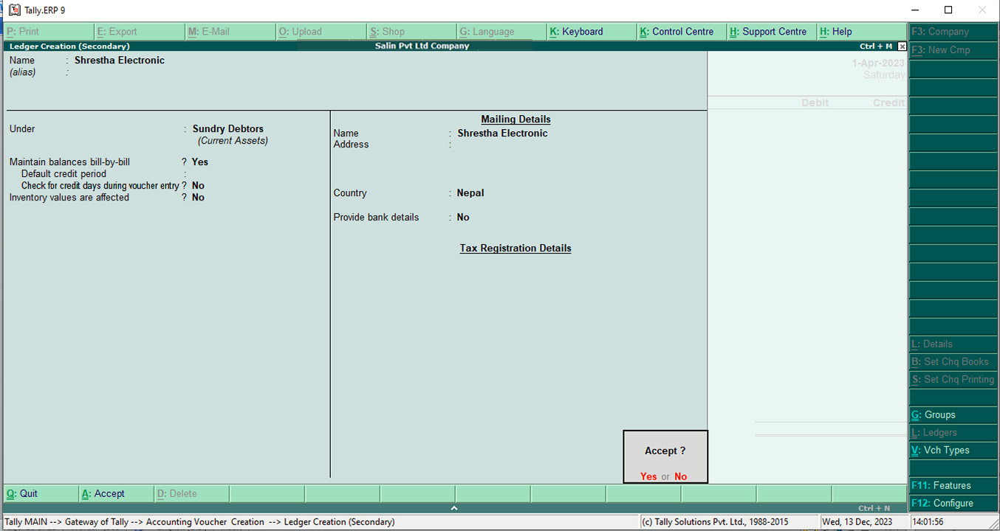 Tally.ERP 9
P: Print E: Export M: E-Mail O: Upload S: Shop G: Language K: Keyboard K: Control Centre H: Support Centre H: Help F3: Company
Ledger Creation (Secondary) Salin Pvt Ltd Company Ctrl + M
F3: New Cmp
Name : Shrestha Electronic
(alias) :
1-Apr-2023
Saturday
Debit Credit
Under : Sundry Debtors
(Current Assets)
Maintain balances bill-by-bill ? Yes
Default credit period :
Check for credit days during voucher entry ? No
Inventory values are affected ? No
Mailing Details
Name : Shrestha Electronic
Address :
Country : Nepal
Provide bank details : No
Tax Registration Details
L: Details
B: Set Chq Books
S: Set Chq Printing
G: Groups
L: Ledgers
V: Vch Types
F11: Features
F12: Configure
Accept ?
Yes or No
Q: Quit A: Accept D: Delete
Ctrl + N
Tally MAIN --> Gateway of Tally --> Accounting Voucher Creation --> Ledger Creation (Secondary) (c) Tally Solutions Pvt. Ltd., 1988-2015 Wed, 13 Dec, 2023 14:01:56